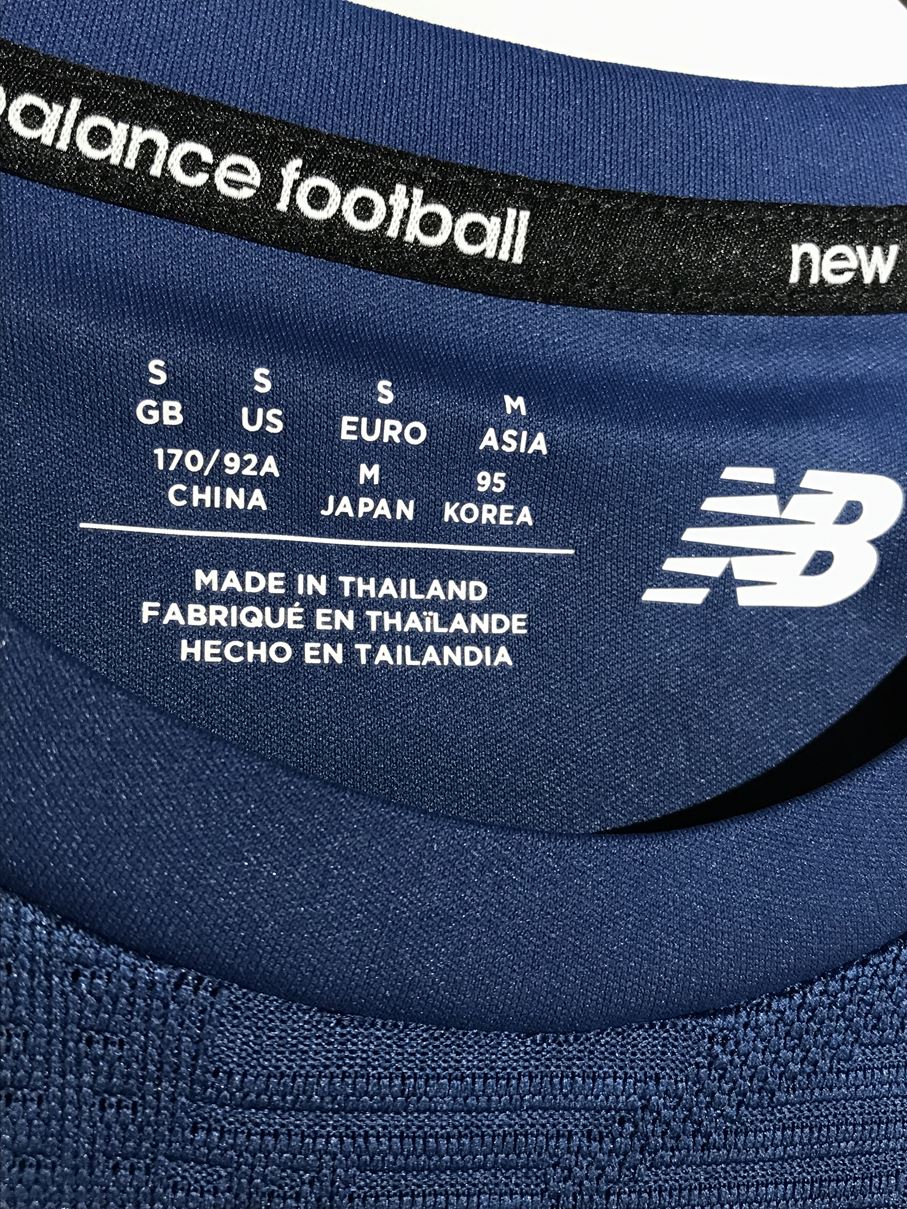 balance football new
S S S M
GB US EURO ASIA
170/92A M 95
CHINA JAPAN KOREA
NB
MADE IN THAILAND
FABRIQUÉ EN THAÏLANDE
HECHO EN TAILANDIA